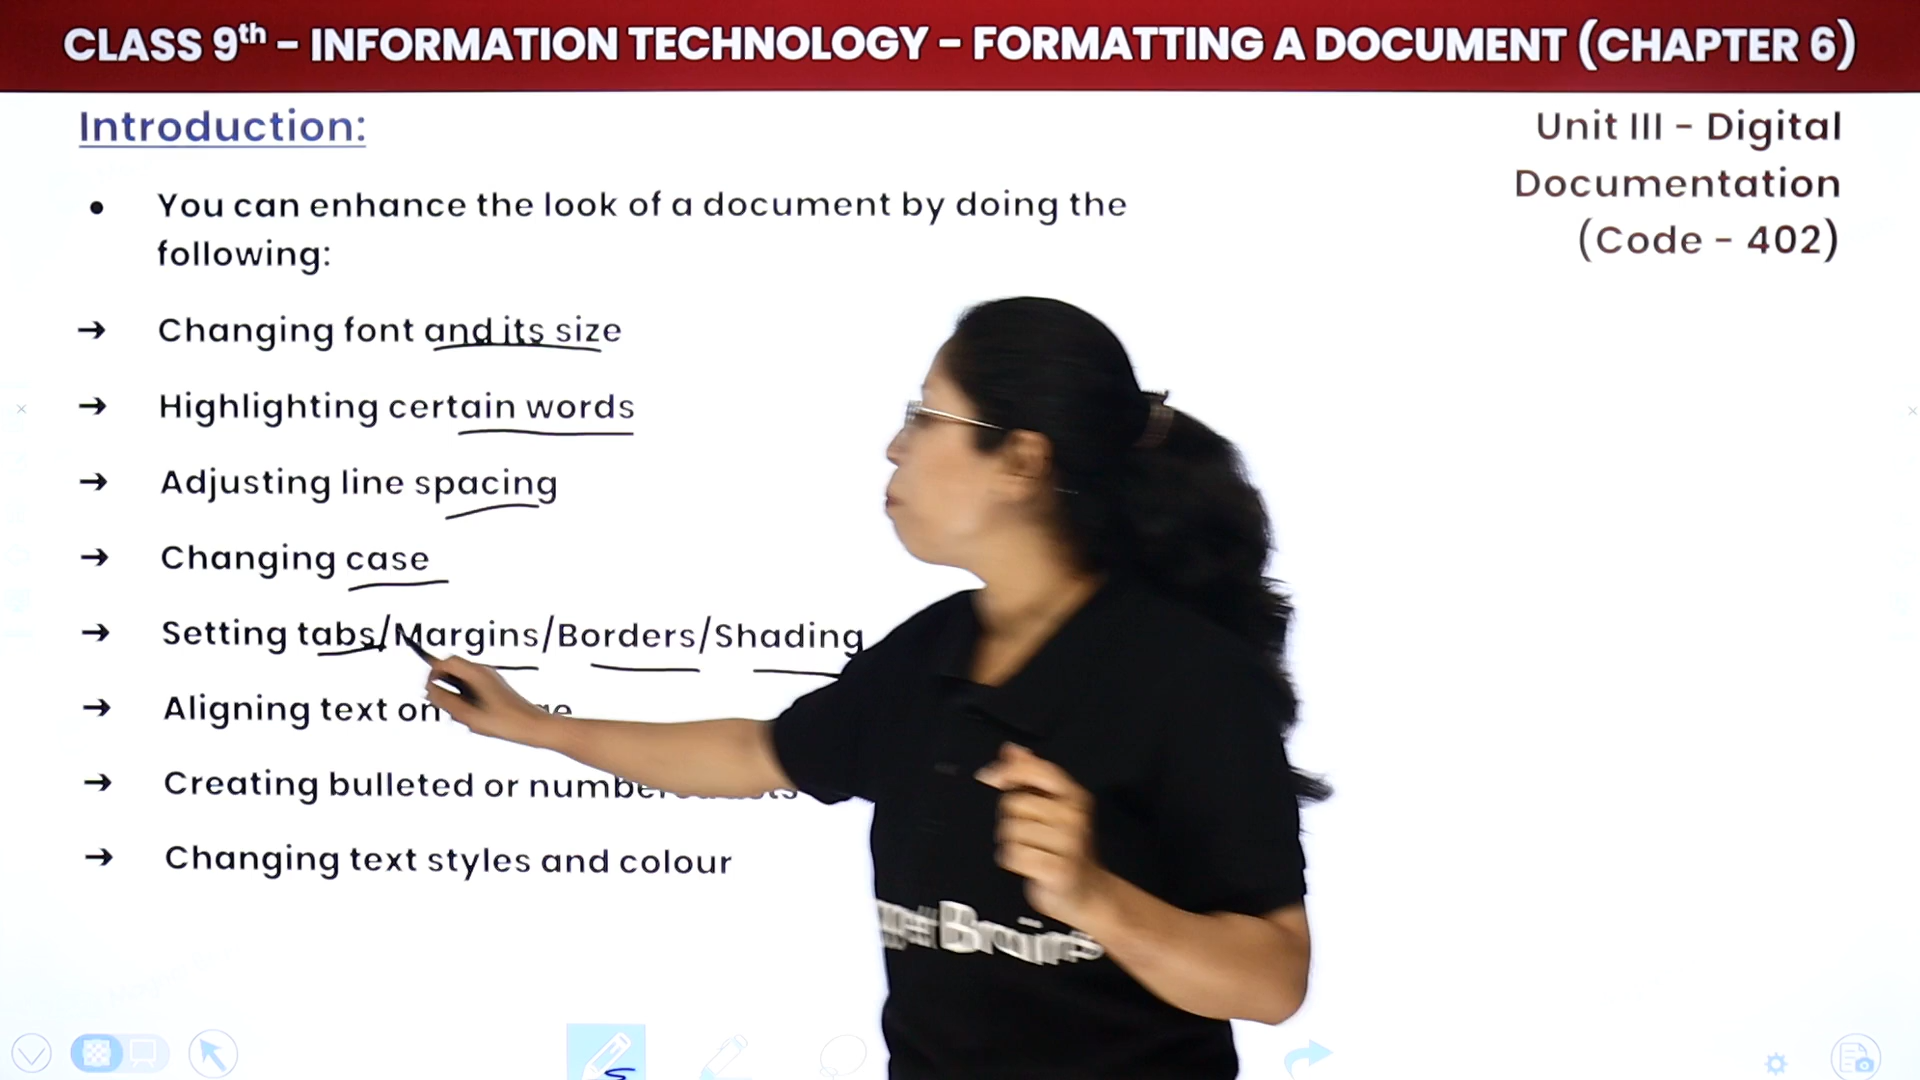 CLASS 9th – INFORMATION TECHNOLOGY – FORMATTING A DOCUMENT (CHAPTER 6)
Introduction:
Unit III - Digital
Documentation
(Code - 402)
● You can enhance the look of a document by doing the
following:
→ Changing font and its size
→ Highlighting certain words
→ Adjusting line spacing
→ Changing case
→ Setting tabs/Margins/Borders/Shading
→ Aligning text on
→ Creating bulleted or
→ Changing text styles and colour
Brains